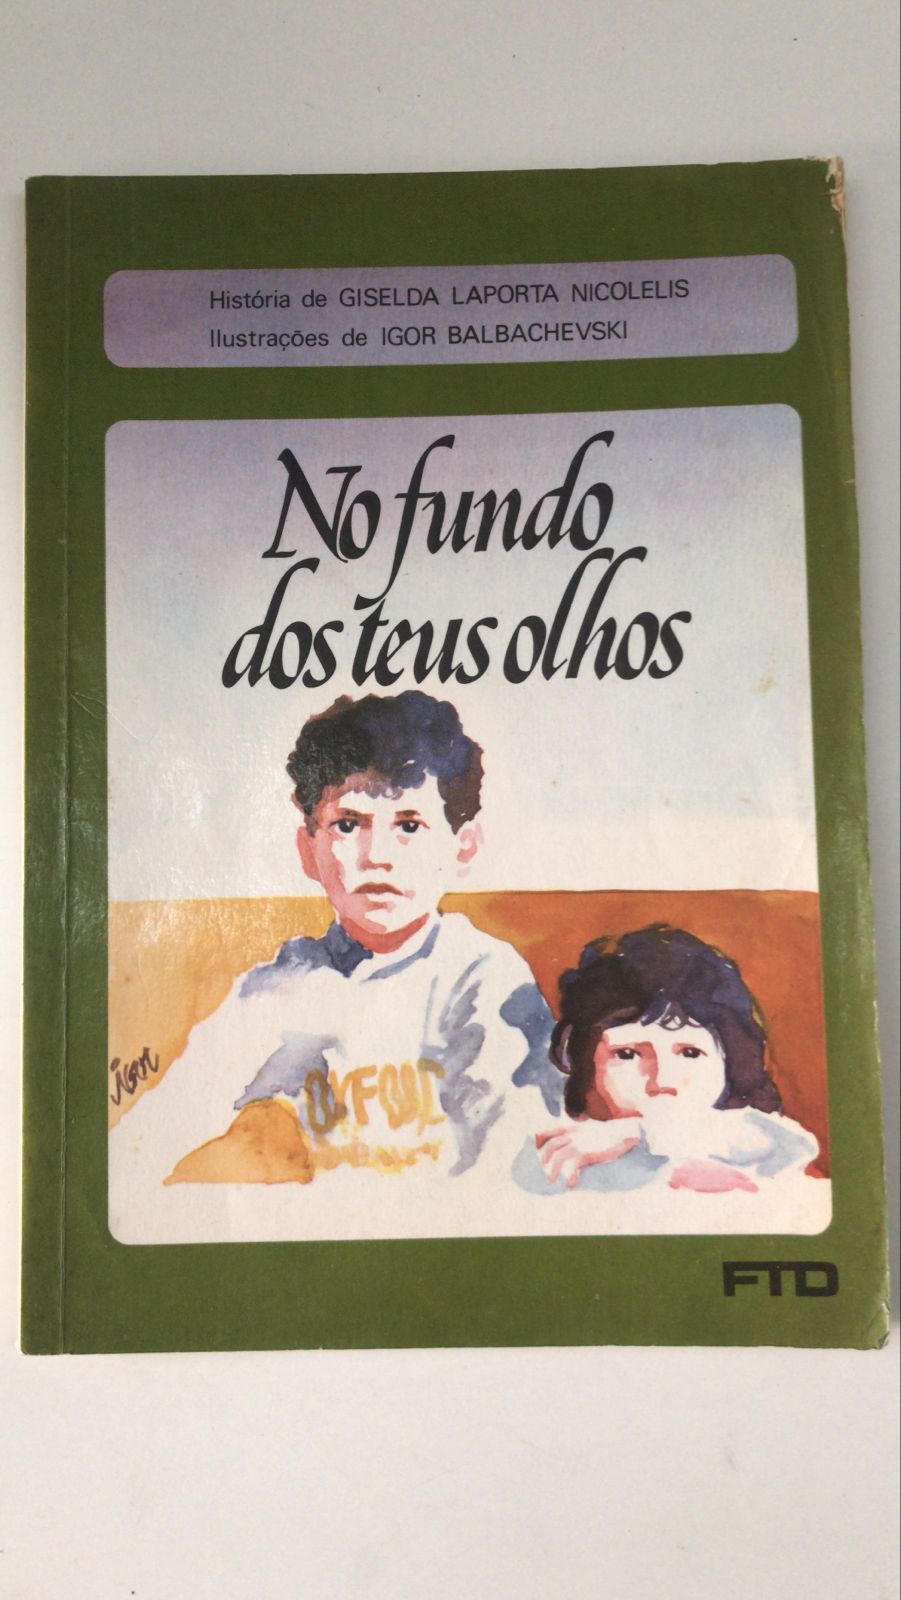 História de GISELDA LAPORTA NICOLELIS
Ilustrações de IGOR BALBACHEVSKI
No fundo
dos teus olhos
FTD